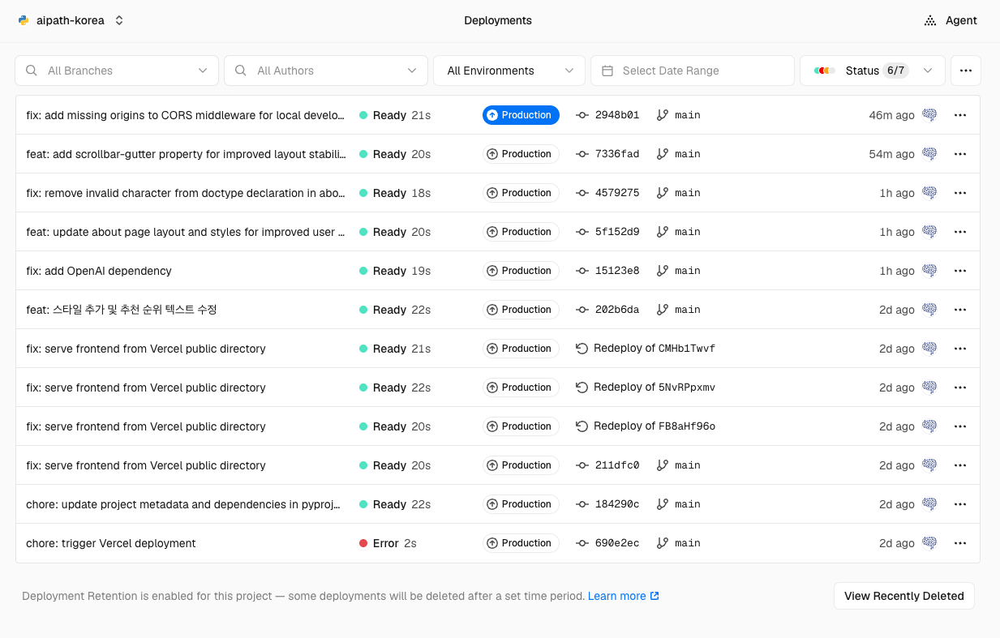 aipath-korea
Deployments
Agent
All Branches
All Authors
All Environments
Select Date Range
Status 6/7
fix: add missing origins to CORS middleware for local develo... Ready 21s Production 2948b01 main 46m ago
feat: add scrollbar-gutter property for improved layout stabili... Ready 20s Production 7336fad main 54m ago
fix: remove invalid character from doctype declaration in abo... Ready 18s Production 4579275 main 1h ago
feat: update about page layout and styles for improved user ... Ready 20s Production 5f152d9 main 1h ago
fix: add OpenAI dependency Ready 19s Production 15123e8 main 1h ago
feat: 스타일 추가 및 추천 순위 텍스트 수정 Ready 22s Production 202b6da main 2d ago
fix: serve frontend from Vercel public directory Ready 21s Production Redeploy of CMHb1Twvf 2d ago
fix: serve frontend from Vercel public directory Ready 22s Production Redeploy of 5NvRPpxmv 2d ago
fix: serve frontend from Vercel public directory Ready 20s Production Redeploy of FB8aHf96o 2d ago
fix: serve frontend from Vercel public directory Ready 20s Production 211dfc0 main 2d ago
chore: update project metadata and dependencies in pyproj... Ready 22s Production 184290c main 2d ago
chore: trigger Vercel deployment Error 2s Production 690e2ec main 2d ago
Deployment Retention is enabled for this project — some deployments will be deleted after a set time period. Learn more
View Recently Deleted